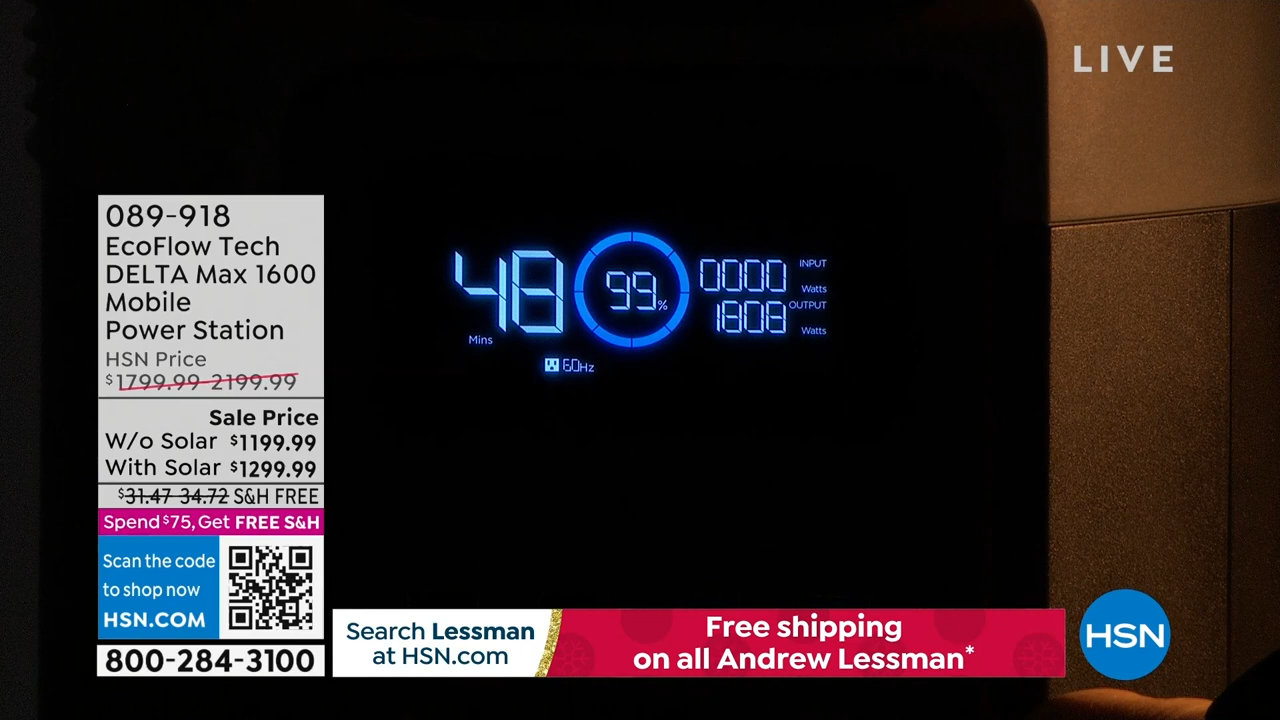 LIVE
089-918
EcoFlow Tech
DELTA Max 1600
Mobile
Power Station
HSN Price
$1799.99-2199.99
Sale Price
W/o Solar $1199.99
With Solar $1299.99
$31.47-34.72 S&H FREE
Spend $75, Get FREE S&H
Scan the code
to shop now
HSN.COM
800-284-3100
48
Mins
99%
0000
INPUT
Watts
1808
OUTPUT
Watts
60Hz
Search Lessman
at HSN.com
Free shipping
on all Andrew Lessman*
HSN